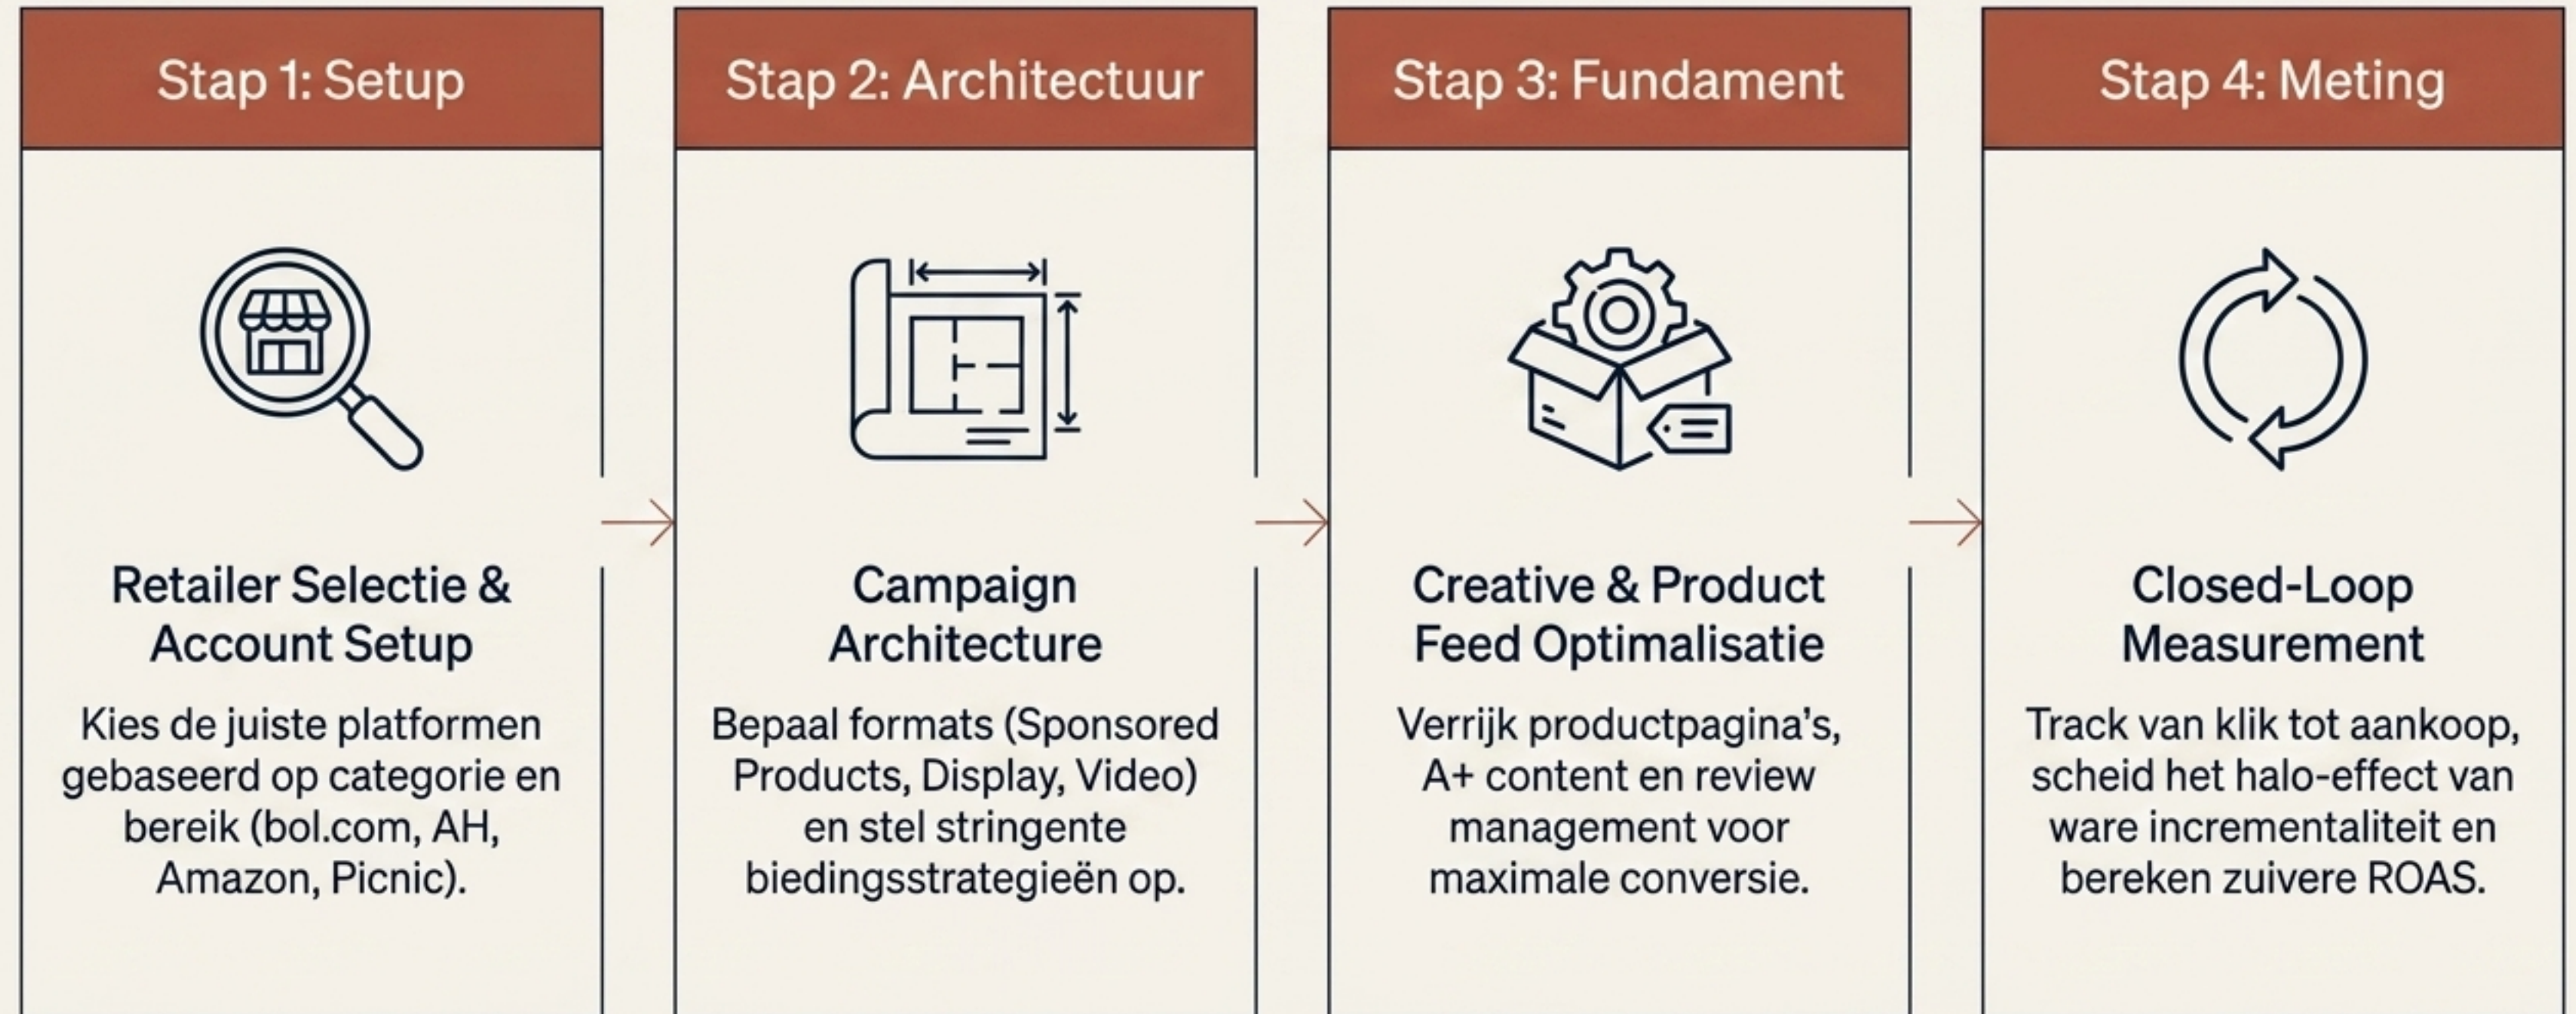 Stap 1: Setup
Retailer Selectie &
Account Setup
Kies de juiste platformen
gebaseerd op categorie en
bereik (bol.com, AH,
Amazon, Picnic).
Stap 2: Architectuur
Campaign
Architecture
Bepaal formats (Sponsored
Products, Display, Video)
en stel stringente
biedingsstrategieën op.
Stap 3: Fundament
Creative & Product
Feed Optimalisatie
Verrijk productpagina's,
A+ content en review
management voor
maximale conversie.
Stap 4: Meting
Closed-Loop
Measurement
Track van klik tot aankoop,
scheid het halo-effect van
ware incrementaliteit en
bereken zuivere ROAS.